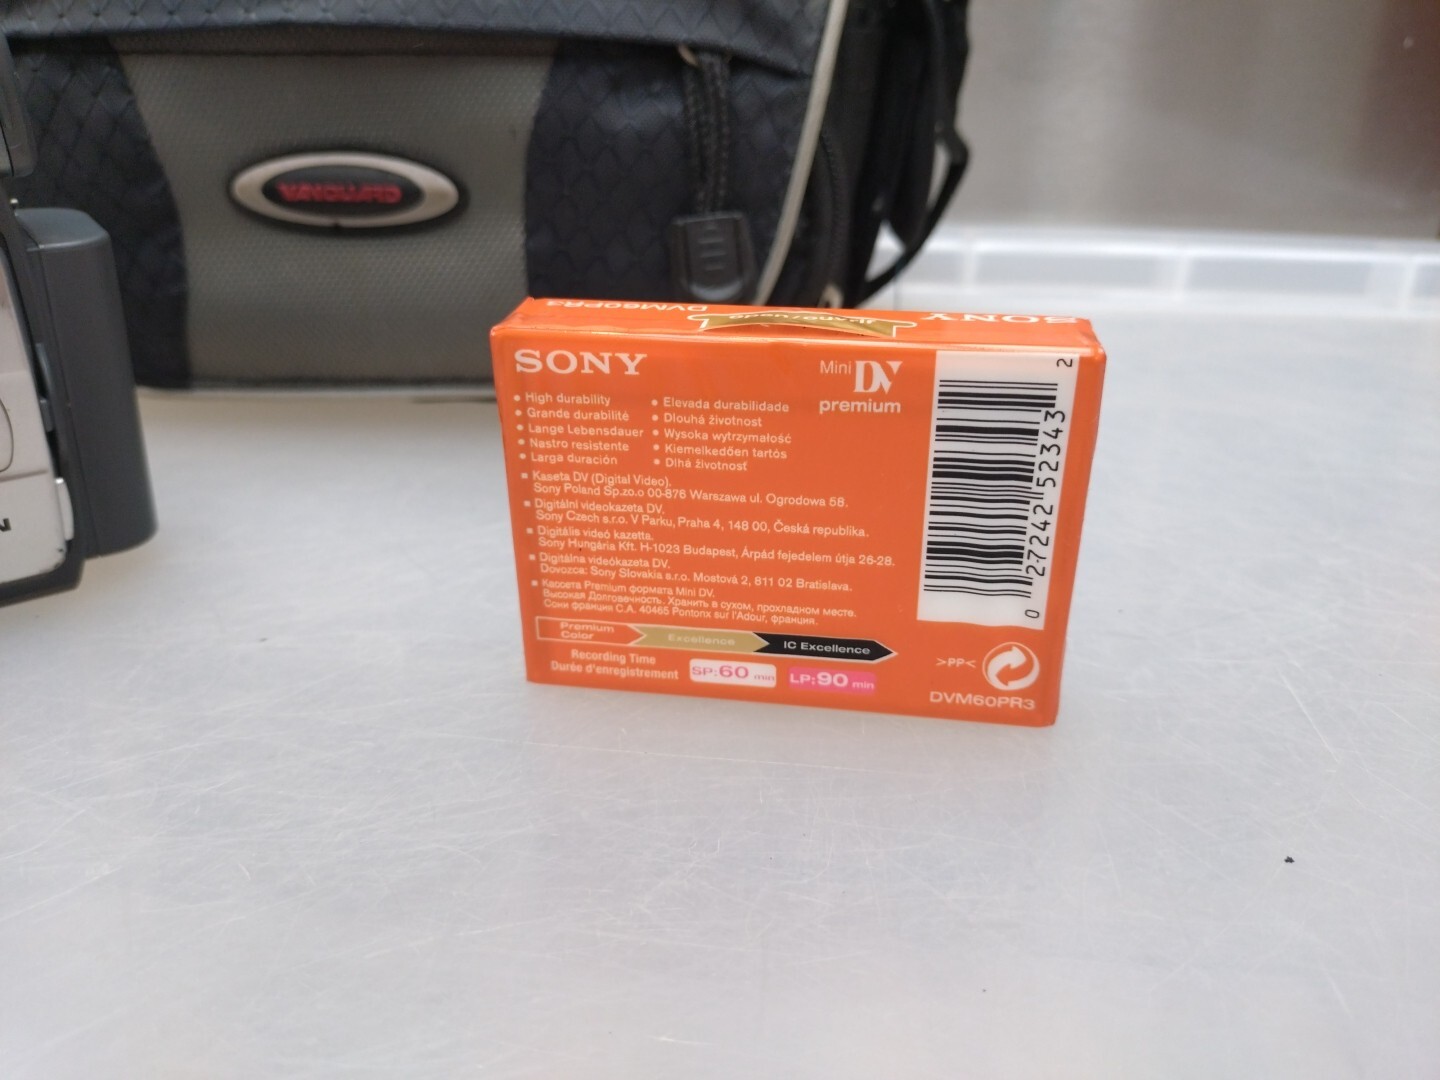 VANGUARD
DVM60PR3
SONY
SONY
Mini DV
premium
• High durability
• Grande durabilité
• Lange Lebensdauer
• Nastro resistente
• Larga duración
• Elevada durabilidade
• Dlouhá životnost
• Wysoka wytrzymałość
• Kiemelkedően tartós
• Dlhá životnosť
▪ Kaseta DV (Digital Video).
Sony Poland Sp.zo.o 00-876 Warszawa ul. Ogrodowa 58.
▪ Digitální videokazeta DV.
Sony Czech s.r.o. V Parku, Praha 4, 148 00, Česká republika.
▪ Digitális videó kazetta.
Sony Hungária Kft. H-1023 Budapest, Árpád fejedelem útja 26-28.
▪ Digitálna videókazeta DV.
Dovozca: Sony Slovakia s.r.o. Mostová 2, 811 02 Bratislava.
▪ Кассета Premium формата Mini DV.
Высокая Долговечность. Хранить в сухом, прохладном месте.
Сони франция С.А. 40465 Pontonx sur l'Adour, франция.
Premium
Color
Excellence
IC Excellence
Recording Time
Durée d'enregistrement
SP:60 min
LP:90 min
0 27242 52343 2
>PP<
DVM60PR3